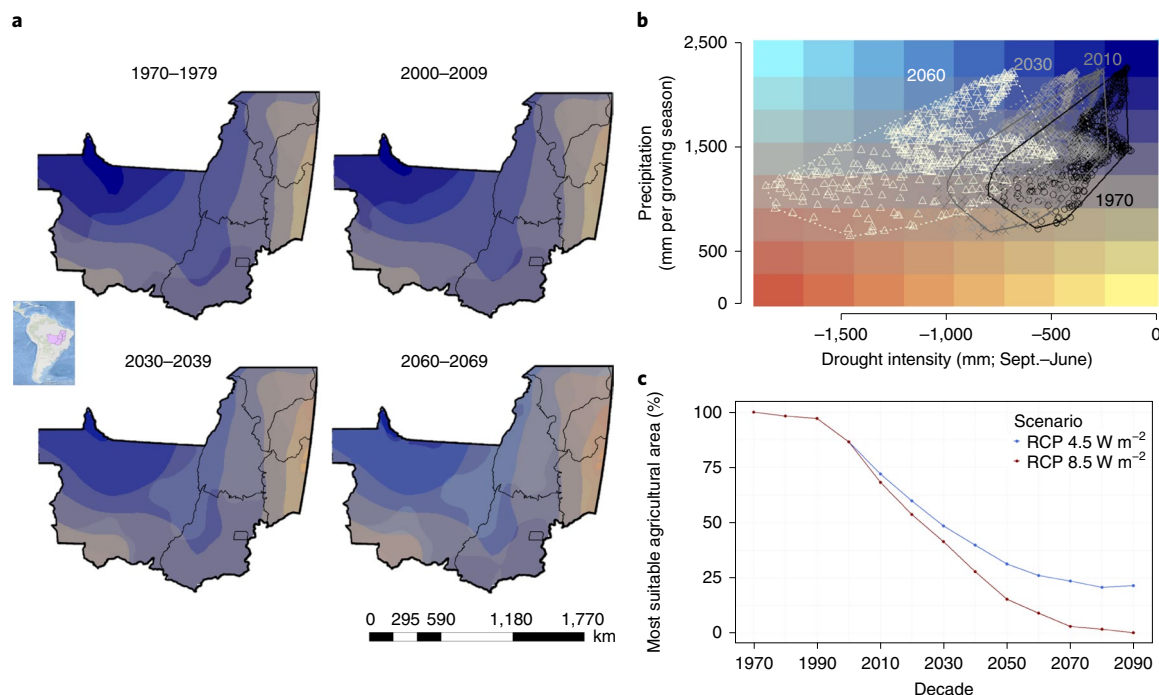 a
1970–1979
2000–2009
2030–2039
2060–2069
0 295 590 1,180 1,770
km
b
2,500
1,500
500
0
Precipitation
(mm per growing season)
2060
2030
2010
1970
–1,500 –1,000 –500 0
Drought intensity (mm; Sept.–June)
c
Most suitable agricultural area (%)
100
75
50
25
0
Scenario
RCP 4.5 W m⁻²
RCP 8.5 W m⁻²
1970 1990 2010 2030 2050 2070 2090
Decade